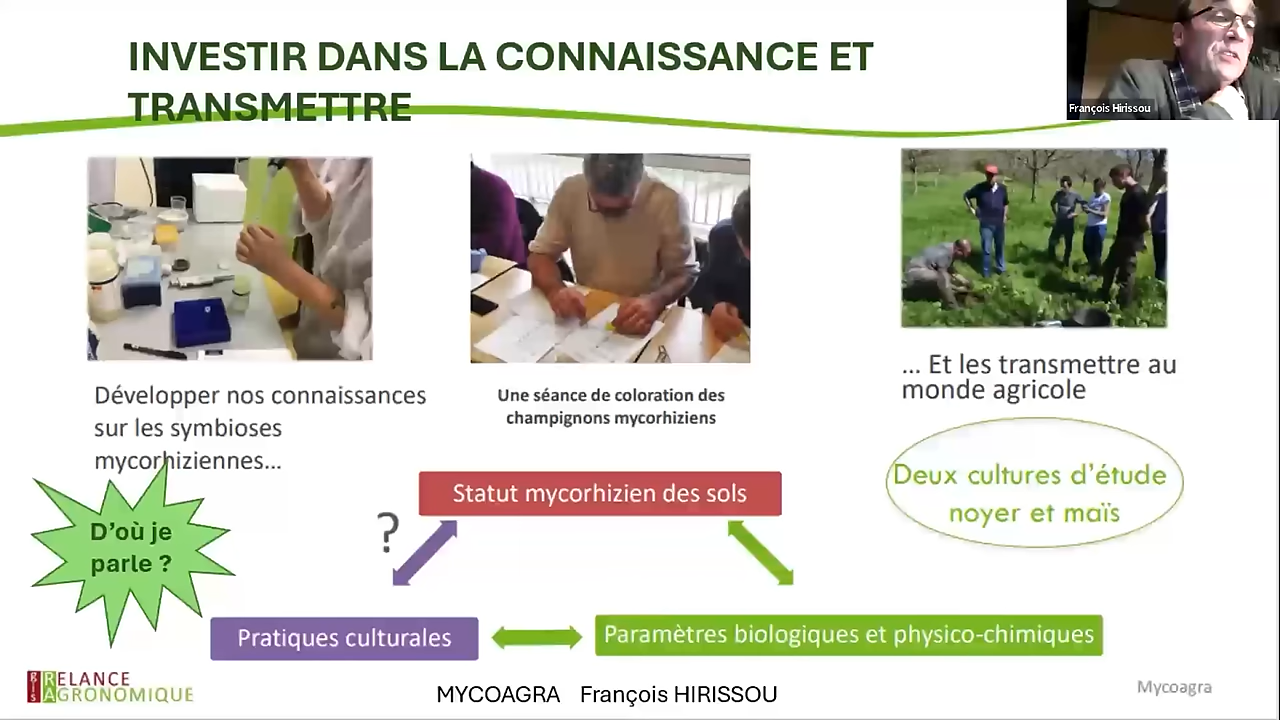 INVESTIR DANS LA CONNAISSANCE ET
TRANSMETTRE
François Hirissou
Développer nos connaissances
sur les symbioses
mycorhiziennes...
Une séance de coloration des
champignons mycorhiziens
... Et les transmettre au
monde agricole
Deux cultures d'étude
noyer et maïs
D'où je
parle ?
Statut mycorhizien des sols
?
Pratiques culturales
Paramètres biologiques et physico-chimiques
gis RELANCE
AGRONOMIQUE
MYCOAGRA François HIRISSOU
Mycoagra